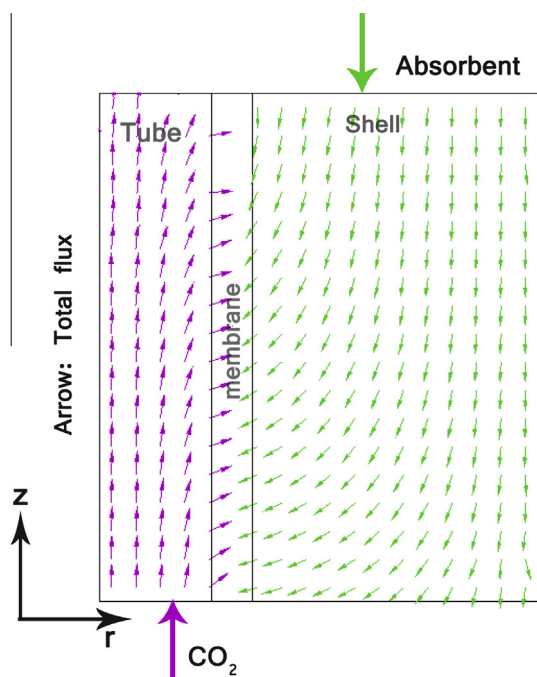 Absorbent
Tube
Shell
membrane
Arrow: Total flux
z
r
CO₂